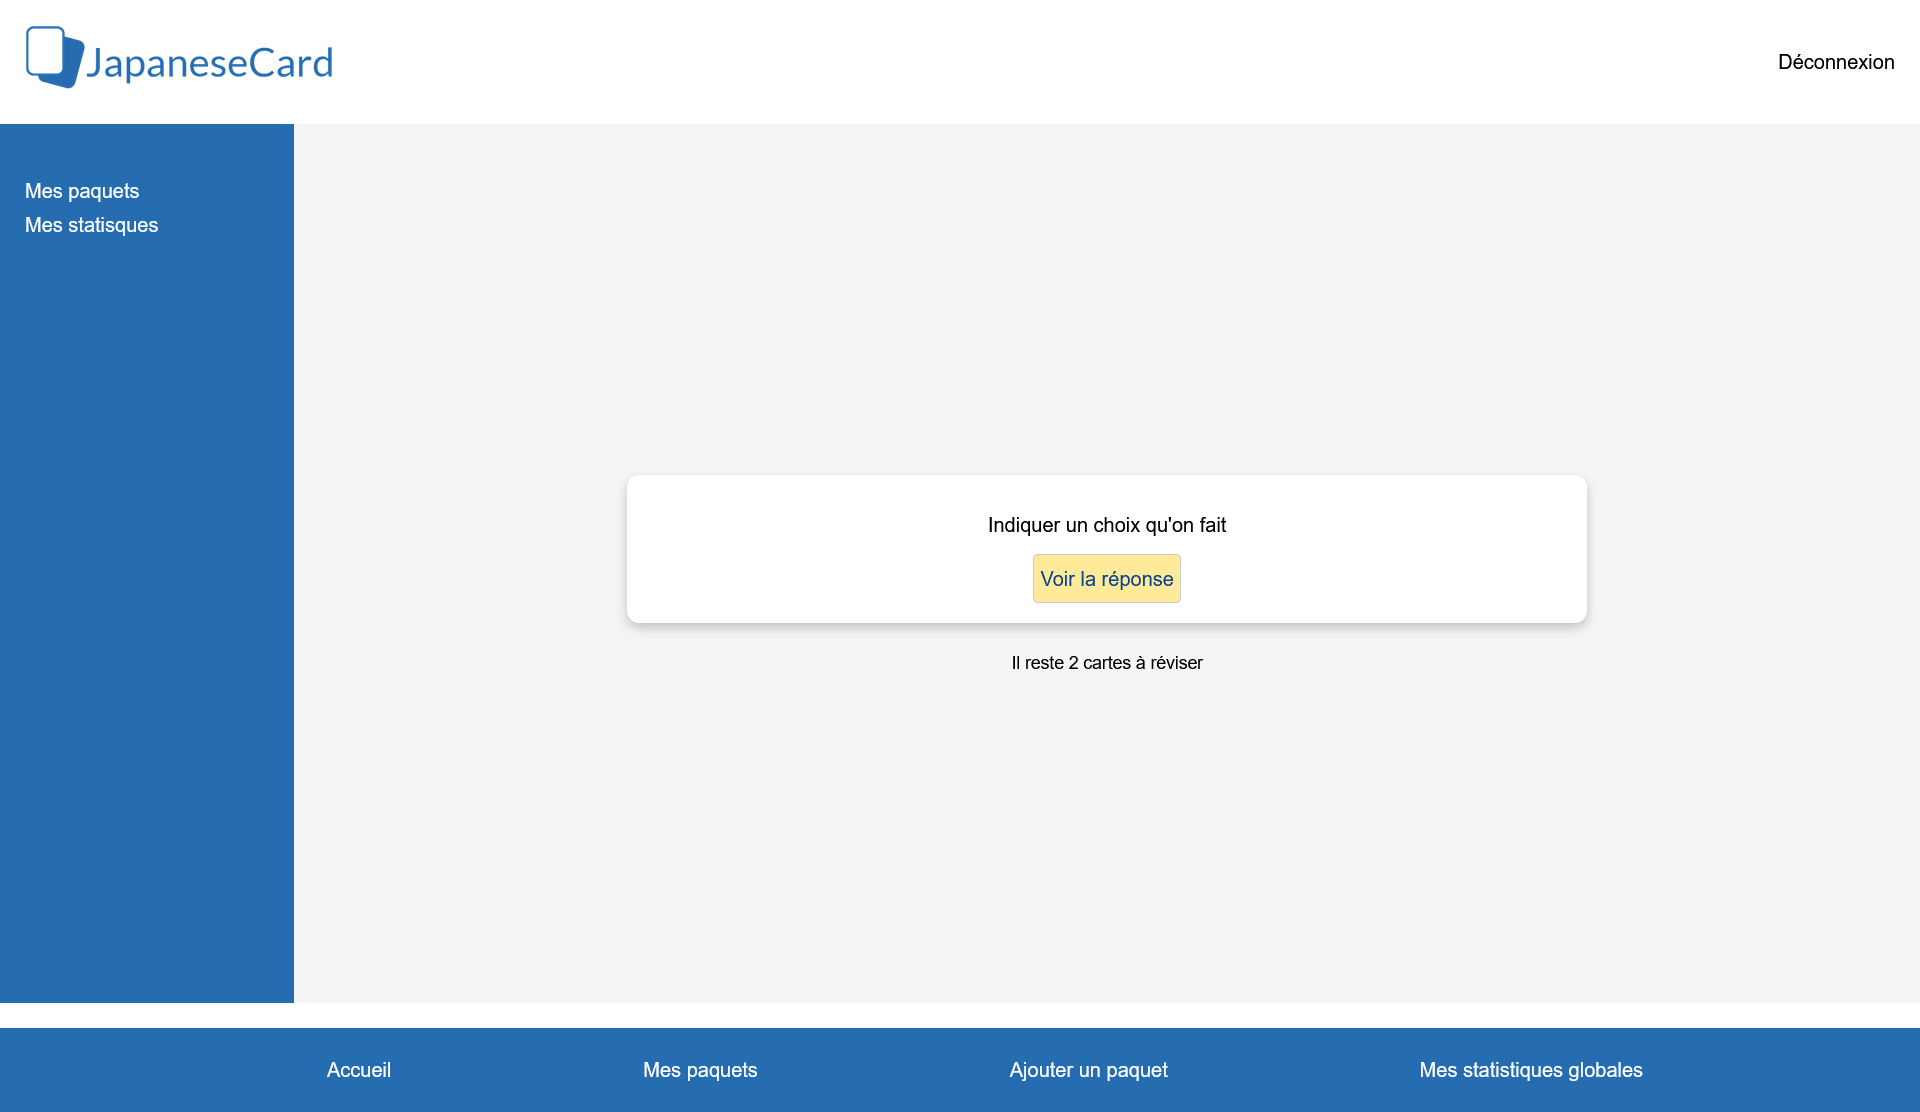 JapaneseCard
Déconnexion
Mes paquets
Mes statisques
Indiquer un choix qu'on fait
Voir la réponse
Il reste 2 cartes à réviser
Accueil
Mes paquets
Ajouter un paquet
Mes statistiques globales